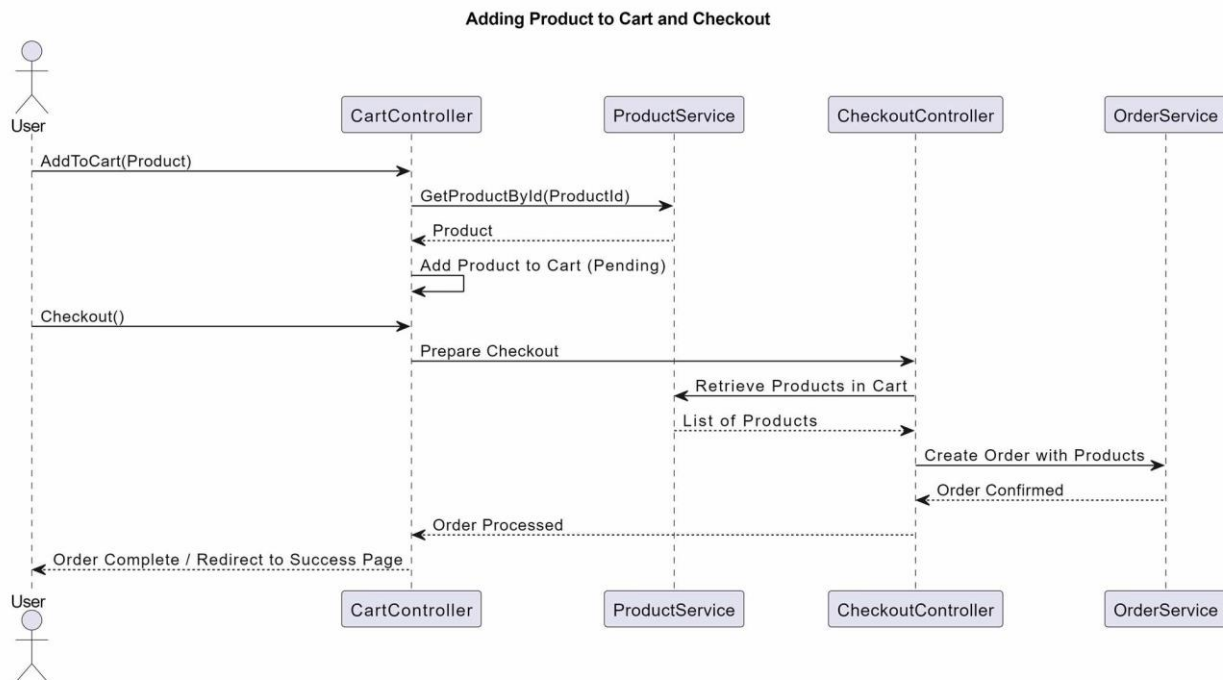 Adding Product to Cart and Checkout
User
CartController
ProductService
CheckoutController
OrderService
AddToCart(Product)
GetProductById(ProductId)
Product
Add Product to Cart (Pending)
Checkout()
Prepare Checkout
Retrieve Products in Cart
List of Products
Create Order with Products
Order Confirmed
Order Processed
Order Complete / Redirect to Success Page
User
CartController
ProductService
CheckoutController
OrderService